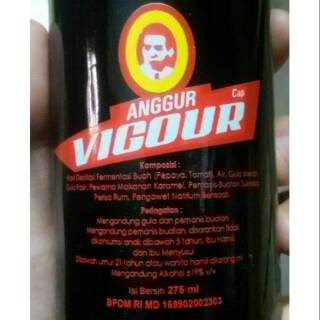 ANGGUR
Cap
VIGOUR
Komposisi :
Hasil Destilasi Fermentasi Buah (Pepaya, Tomat), Air, Gula Merah,
Gula Pasir, Pewarna Makanan Karamel, Pemanis Buatan
Perisa Rum, Pengawet Natrium Benzoat.
Peringatan :
Mengandung gula dan pemanis buatan
Mengandung pemanis buatan, disarankan tidak
dikonsumsi anak dibawah 5 tahun, Ibu Hamil
dan Ibu Menyusui
Dibawah umur 21 tahun atau wanita hamil dilarang
Mengandung Alkohol ±19% v/v
Isi Bersih 275 ml
BPOM RI MD 169902002303